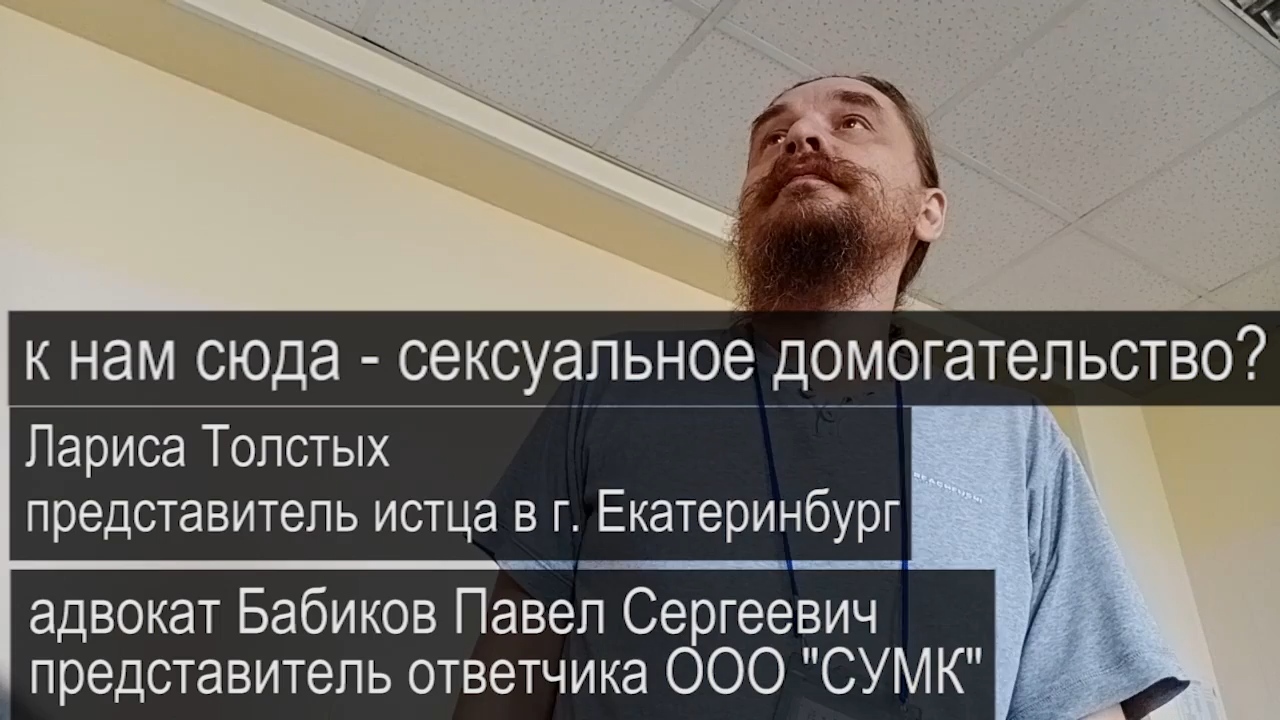 к нам сюда - сексуальное домогательство?
Лариса Толстых
представитель истца в г. Екатеринбург
адвокат Бабиков Павел Сергеевич
представитель ответчика ООО "СУМК"